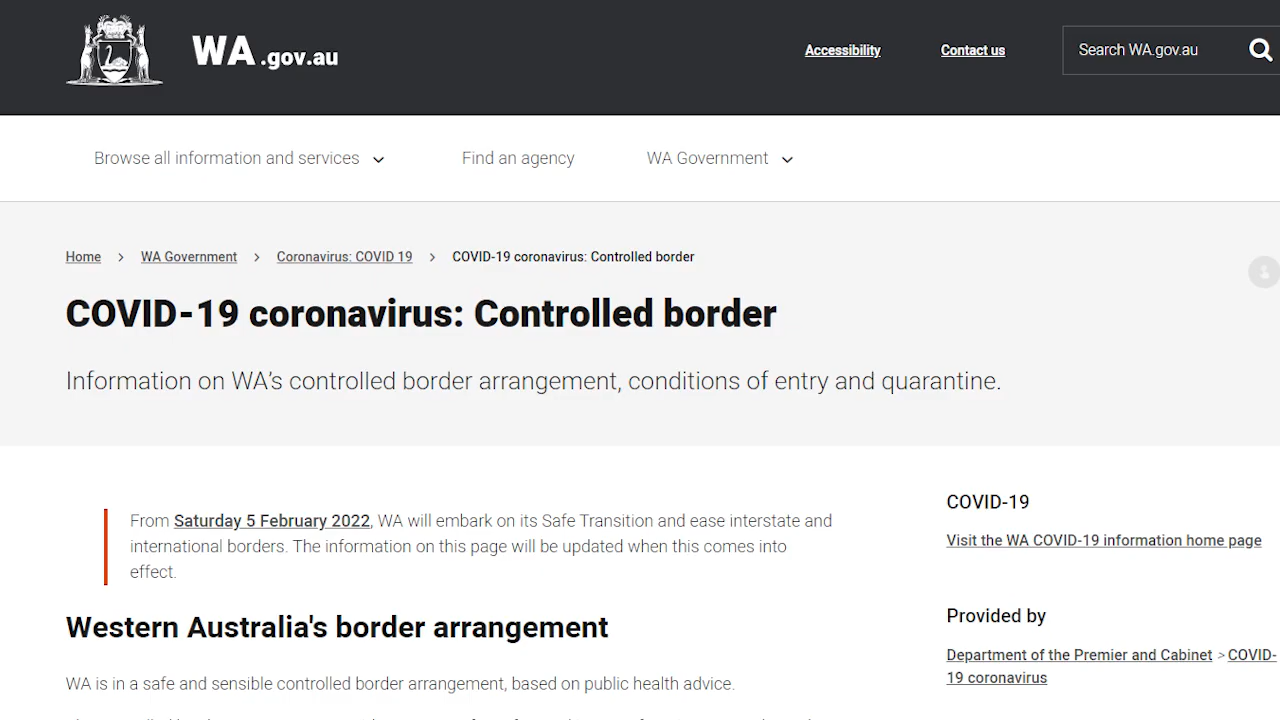 WA.gov.au
Accessibility
Contact us
Search WA.gov.au
Browse all information and services
Find an agency
WA Government
Home > WA Government > Coronavirus: COVID 19 > COVID-19 coronavirus: Controlled border
COVID-19 coronavirus: Controlled border
Information on WA’s controlled border arrangement, conditions of entry and quarantine.
From Saturday 5 February 2022, WA will embark on its Safe Transition and ease interstate and
international borders. The information on this page will be updated when this comes into
effect.
Western Australia's border arrangement
WA is in a safe and sensible controlled border arrangement, based on public health advice.
COVID-19
Visit the WA COVID-19 information home page
Provided by
Department of the Premier and Cabinet > COVID-
19 coronavirus